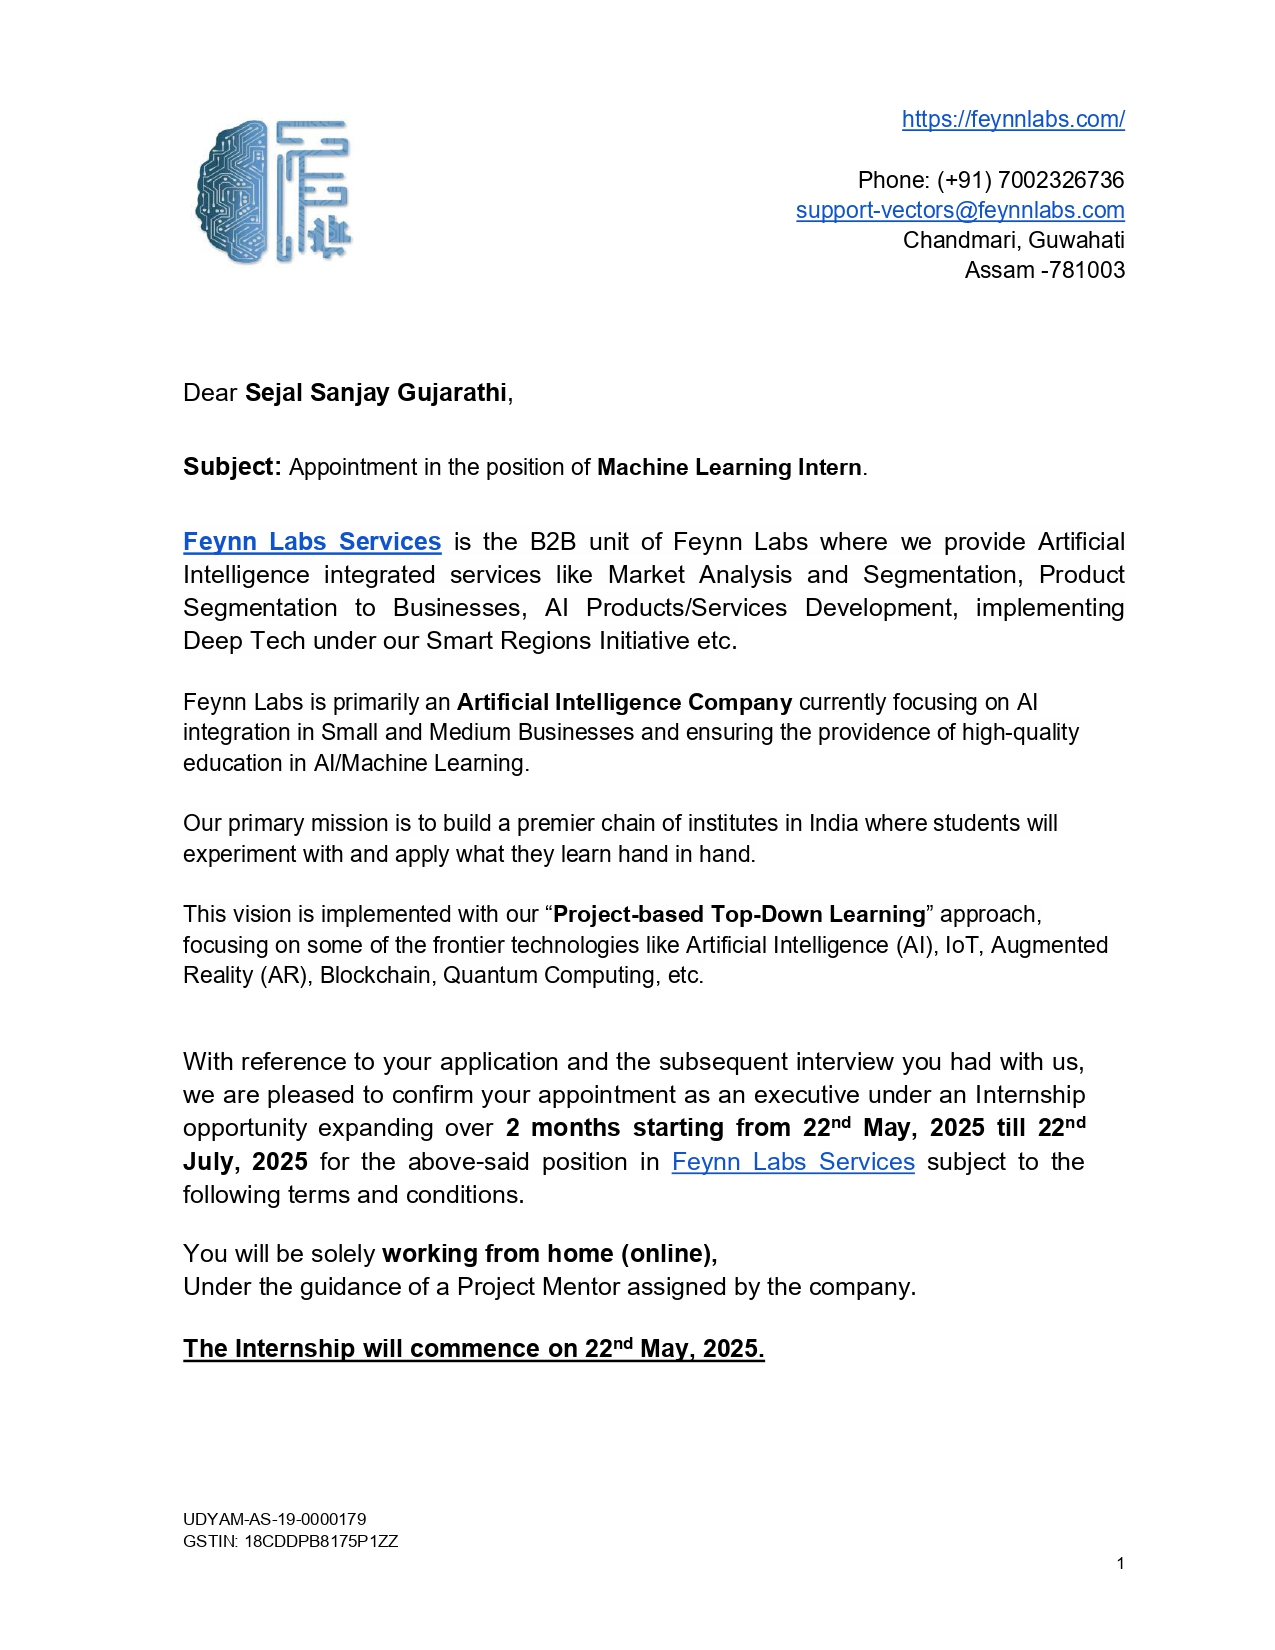 https://feynnlabs.com/
Phone: (+91) 7002326736
support-vectors@feynnlabs.com
Chandmari, Guwahati
Assam -781003
Dear Sejal Sanjay Gujarathi,
Subject: Appointment in the position of Machine Learning Intern.
Feynn Labs Services is the B2B unit of Feynn Labs where we provide Artificial
Intelligence integrated services like Market Analysis and Segmentation, Product
Segmentation to Businesses, AI Products/Services Development, implementing
Deep Tech under our Smart Regions Initiative etc.
Feynn Labs is primarily an Artificial Intelligence Company currently focusing on AI
integration in Small and Medium Businesses and ensuring the providence of high-quality
education in AI/Machine Learning.
Our primary mission is to build a premier chain of institutes in India where students will
experiment with and apply what they learn hand in hand.
This vision is implemented with our “Project-based Top-Down Learning” approach,
focusing on some of the frontier technologies like Artificial Intelligence (AI), IoT, Augmented
Reality (AR), Blockchain, Quantum Computing, etc.
With reference to your application and the subsequent interview you had with us,
we are pleased to confirm your appointment as an executive under an Internship
opportunity expanding over 2 months starting from 22nd May, 2025 till 22nd
July, 2025 for the above-said position in Feynn Labs Services subject to the
following terms and conditions.
You will be solely working from home (online),
Under the guidance of a Project Mentor assigned by the company.
The Internship will commence on 22nd May, 2025.
UDYAM-AS-19-0000179
GSTIN: 18CDDPB8175P1ZZ
1